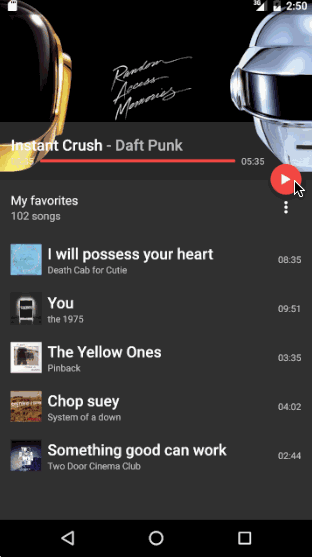 3G
2:50
Random
Access
Memories
Instant Crush - Daft Punk
05:35
My favorites
102 songs
I will possess your heart
Death Cab for Cutie
08:35
You
the 1975
09:51
The Yellow Ones
Pinback
03:35
Chop suey
System of a down
04:02
Something good can work
Two Door Cinema Club
02:44